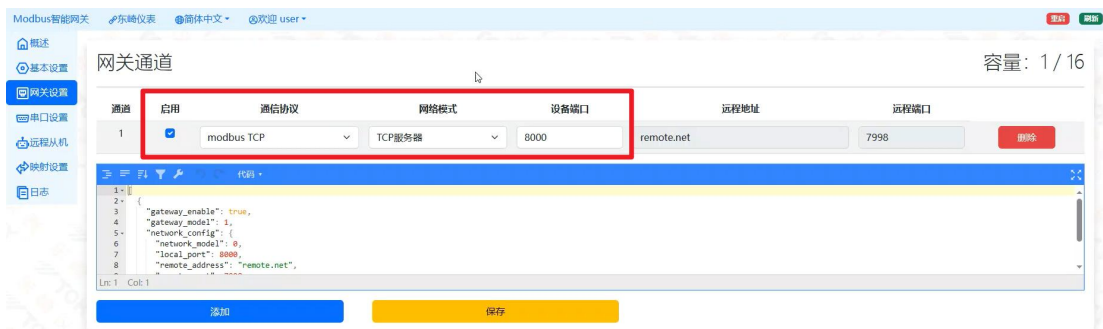 Modbus智能网关 东崎仪表 简体中文 欢迎 user 重启 刷新
概述
基本设置
网关设置
串口设置
远程从机
映射设置
日志
网关通道 容量：1 / 16
通道 启用 通信协议 网络模式 设备端口 远程地址 远程端口
1 modbus TCP TCP服务器 8000 remote.net 7998 删除
代码
1 [
2 {
3 "gateway_enable": true,
4 "gateway_model": 1,
5 "network_config": {
6 "network_model": 0,
7 "local_port": 8000,
8 "remote_address": "remote.net",
Ln: 1 Col: 1
添加 保存